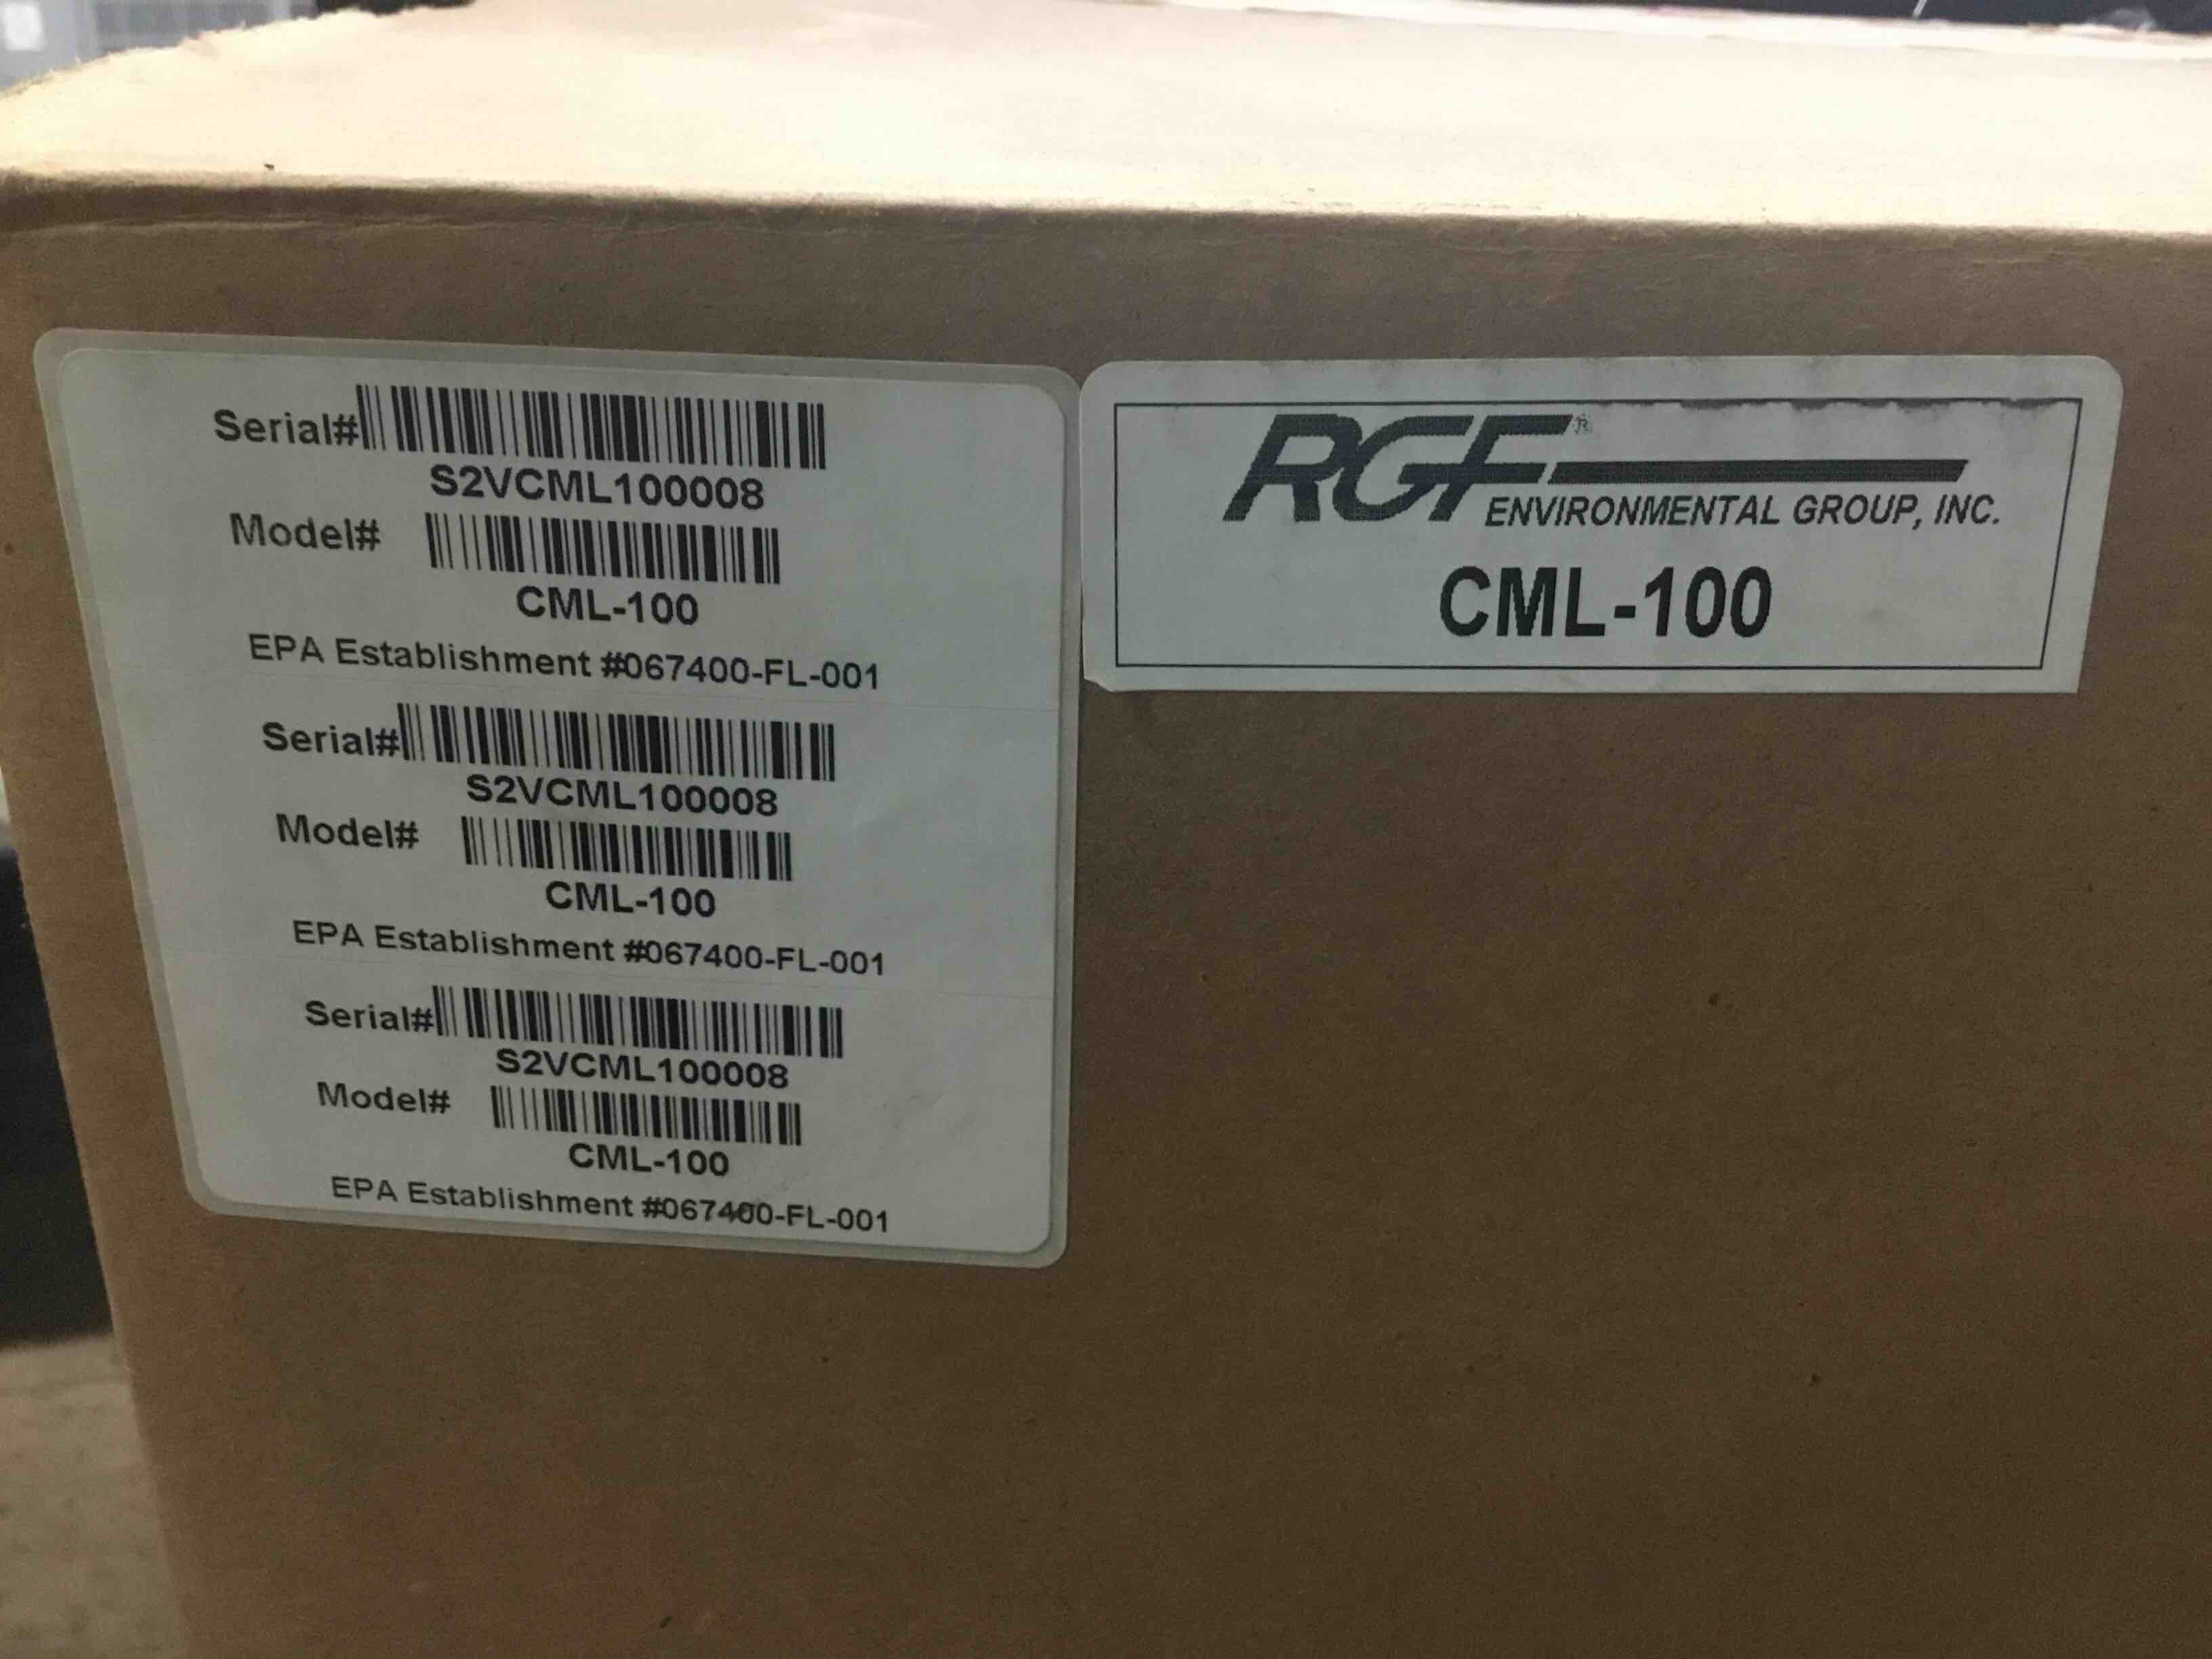 Serial#
S2VCML100008
Model#
CML-100
EPA Establishment #067400-FL-001
Serial#
S2VCML100008
Model#
CML-100
EPA Establishment #067400-FL-001
Serial#
S2VCML100008
Model#
CML-100
EPA Establishment #067400-FL-001
RGF®
ENVIRONMENTAL GROUP, INC.
CML-100